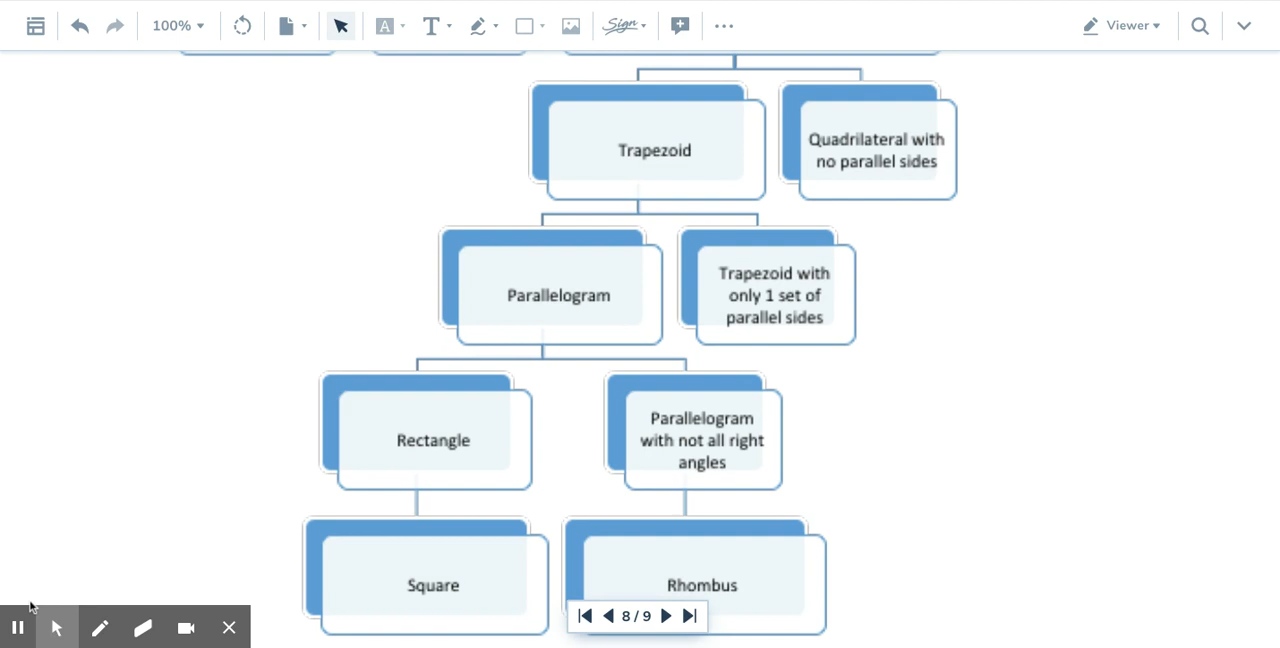 100%
A
T
Sign
Viewer
Trapezoid
Quadrilateral with
no parallel sides
Parallelogram
Trapezoid with
only 1 set of
parallel sides
Rectangle
Parallelogram
with not all right
angles
Square
Rhombus
8 / 9